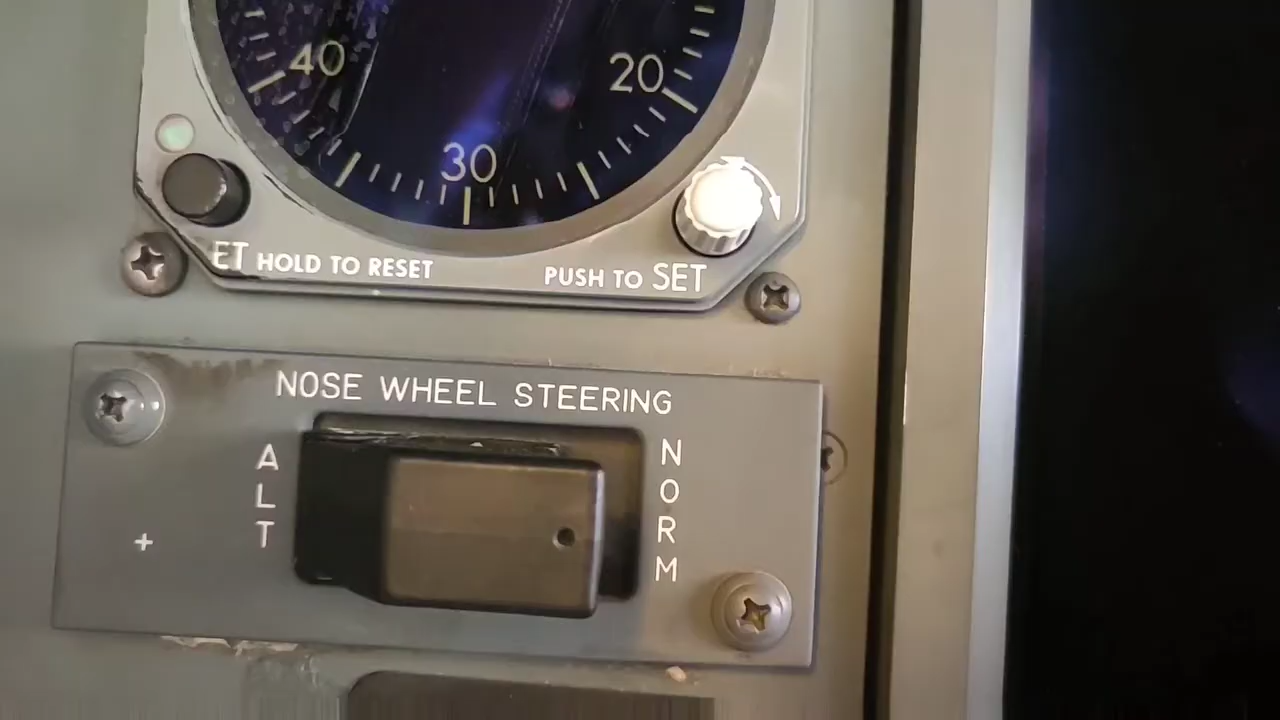 40
20
30
ET HOLD TO RESET
PUSH TO SET
NOSE WHEEL STEERING
ALT
NORM
+